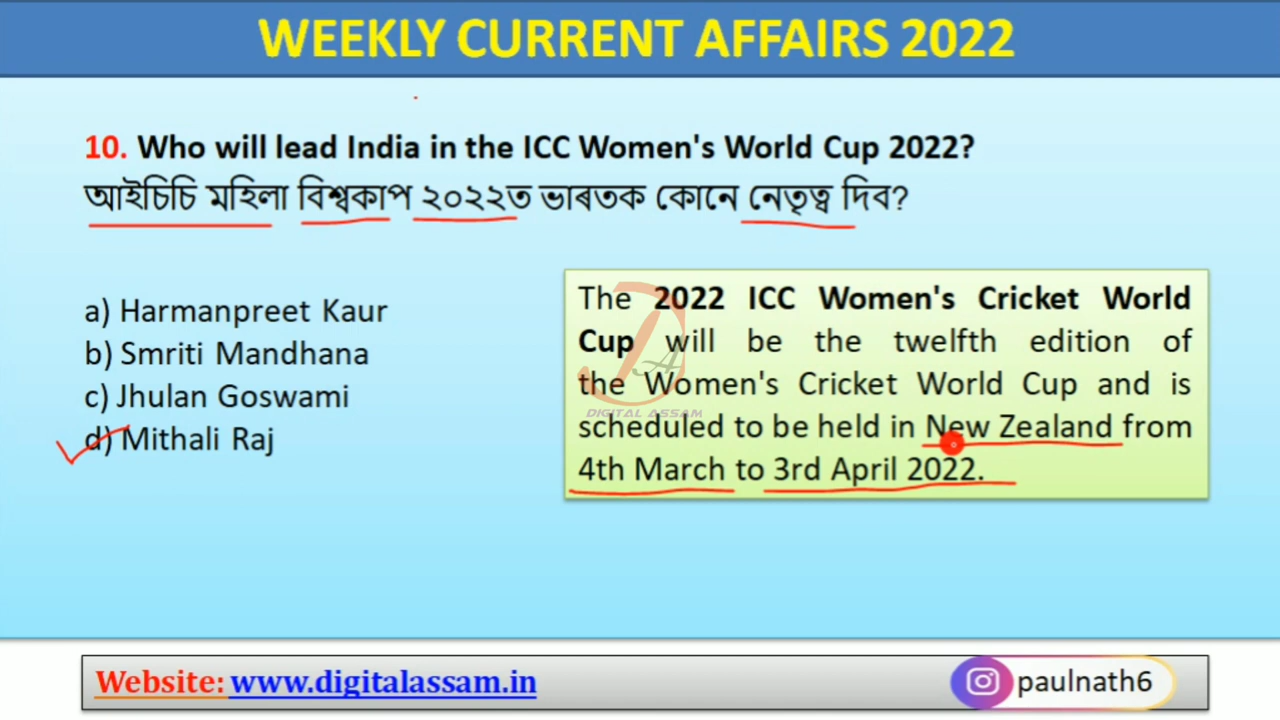 WEEKLY CURRENT AFFAIRS 2022
10. Who will lead India in the ICC Women's World Cup 2022?
আইচিচি মহিলা বিশ্বকাপ ২০২২ত ভাৰতক কোনে নেতৃত্ব দিব?
a) Harmanpreet Kaur
b) Smriti Mandhana
c) Jhulan Goswami
d) Mithali Raj
The 2022 ICC Women's Cricket World
Cup will be the twelfth edition of
the Women's Cricket World Cup and is
scheduled to be held in New Zealand from
4th March to 3rd April 2022.
DA
DIGITAL ASSAM
Website: www.digitalassam.in
paulnath6